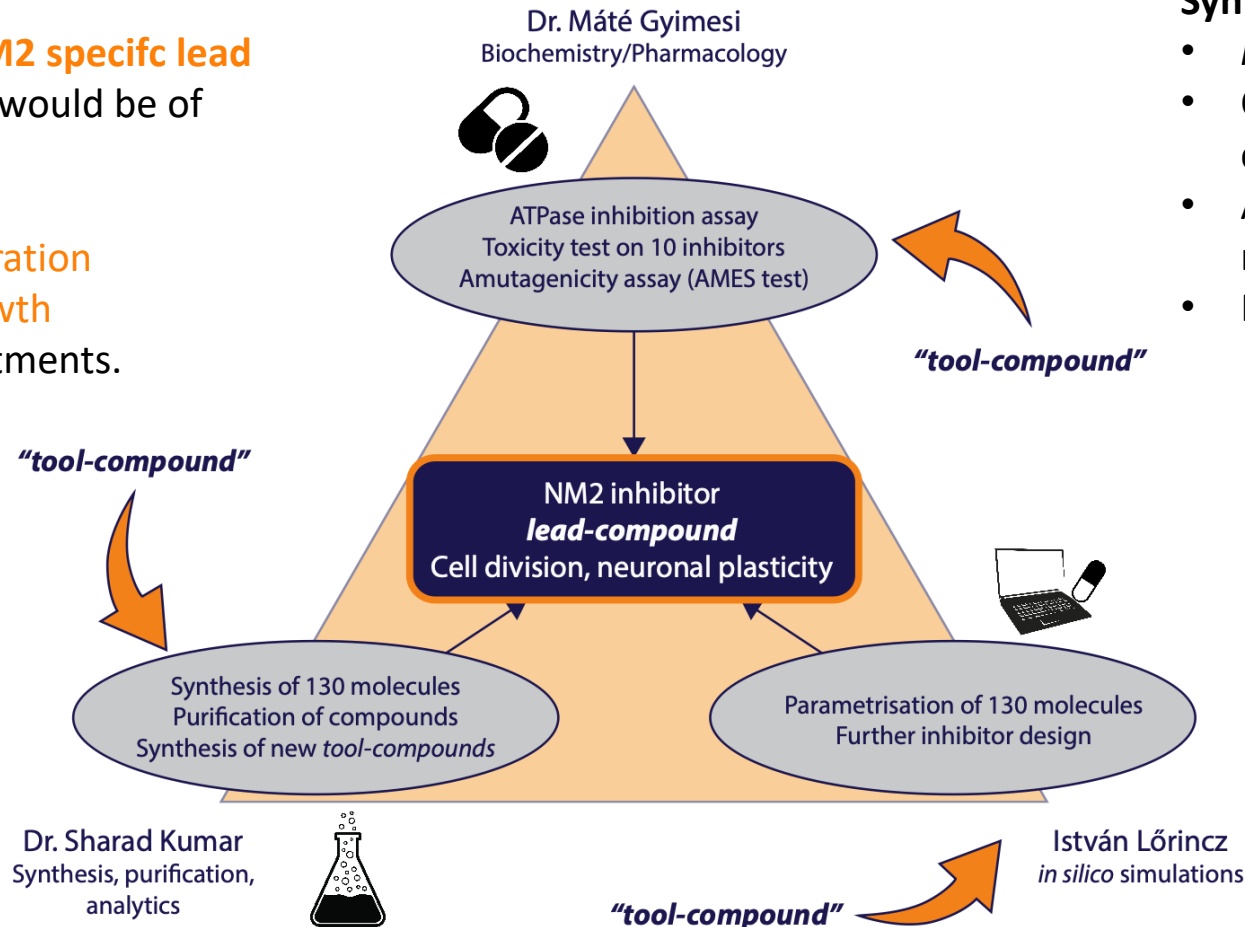 M2 specifc lead
would be of
ration
wth
tments.
Dr. Máté Gyimesi
Biochemistry/Pharmacology
ATPase inhibition assay
Toxicity test on 10 inhibitors
Amutagenicity assay (AMES test)
"tool-compound"
"tool-compound"
NM2 inhibitor
lead-compound
Cell division, neuronal plasticity
Synthesis of 130 molecules
Purification of compounds
Synthesis of new tool-compounds
Parametrisation of 130 molecules
Further inhibitor design
Dr. Sharad Kumar
Synthesis, purification,
analytics
István Lőrincz
in silico simulations
"tool-compound"